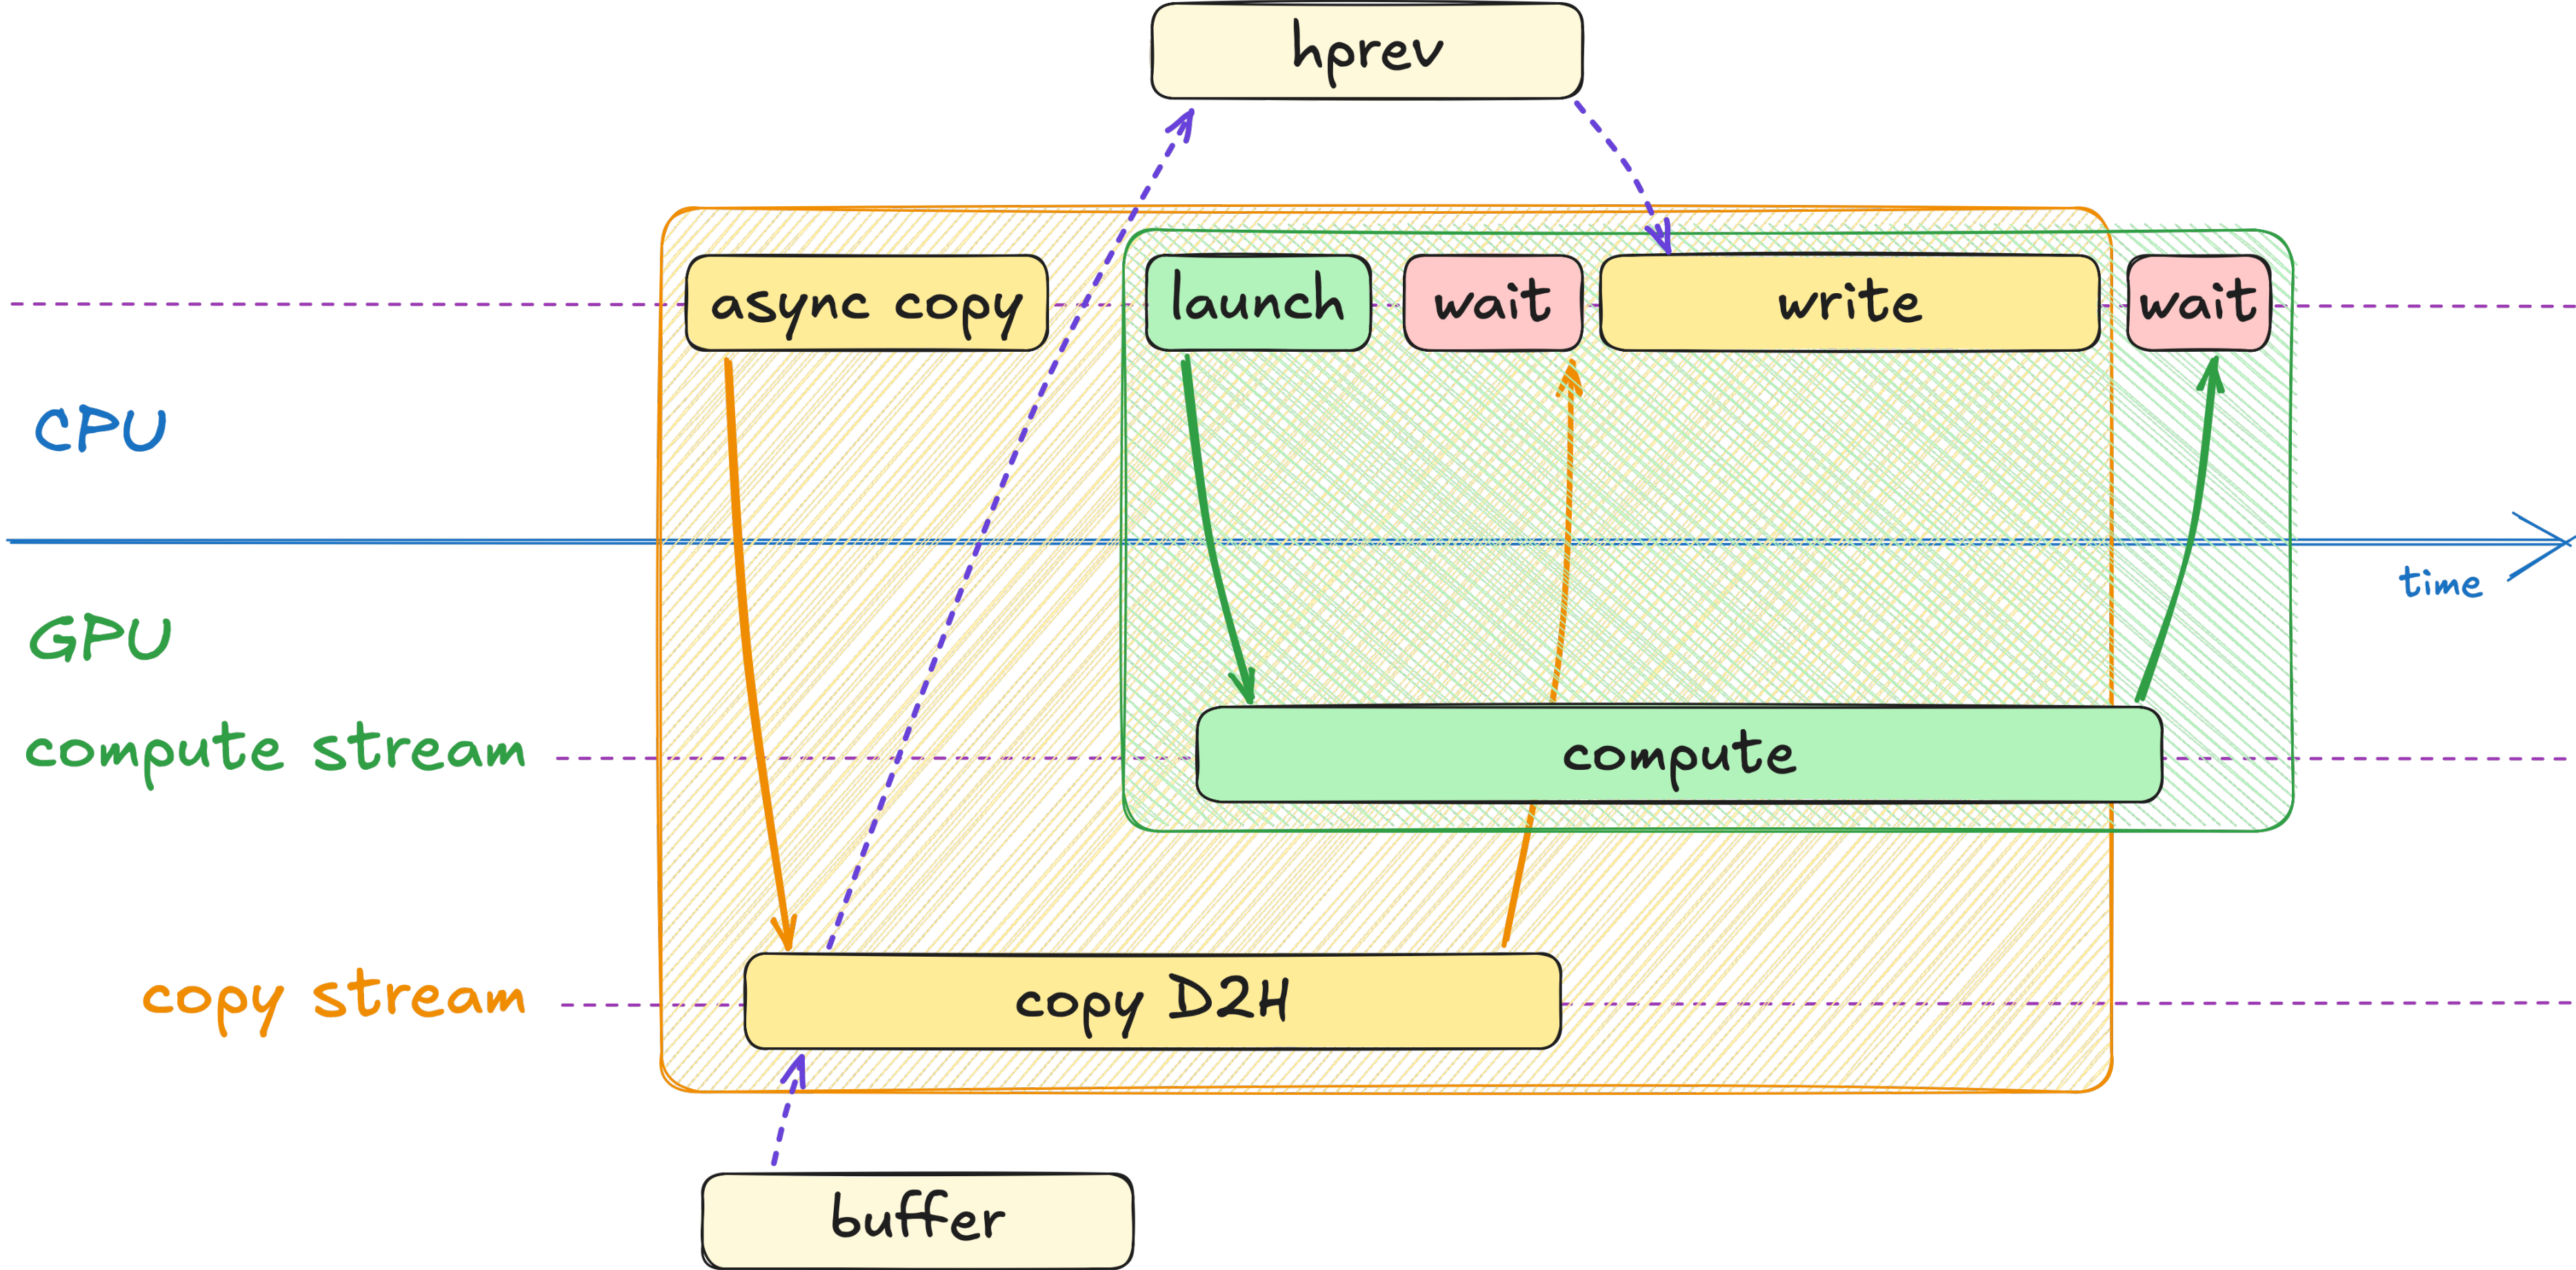 hprev
async copy
launch
wait
write
wait
CPU
time
GPU
compute stream
compute
copy stream
copy D2H
buffer